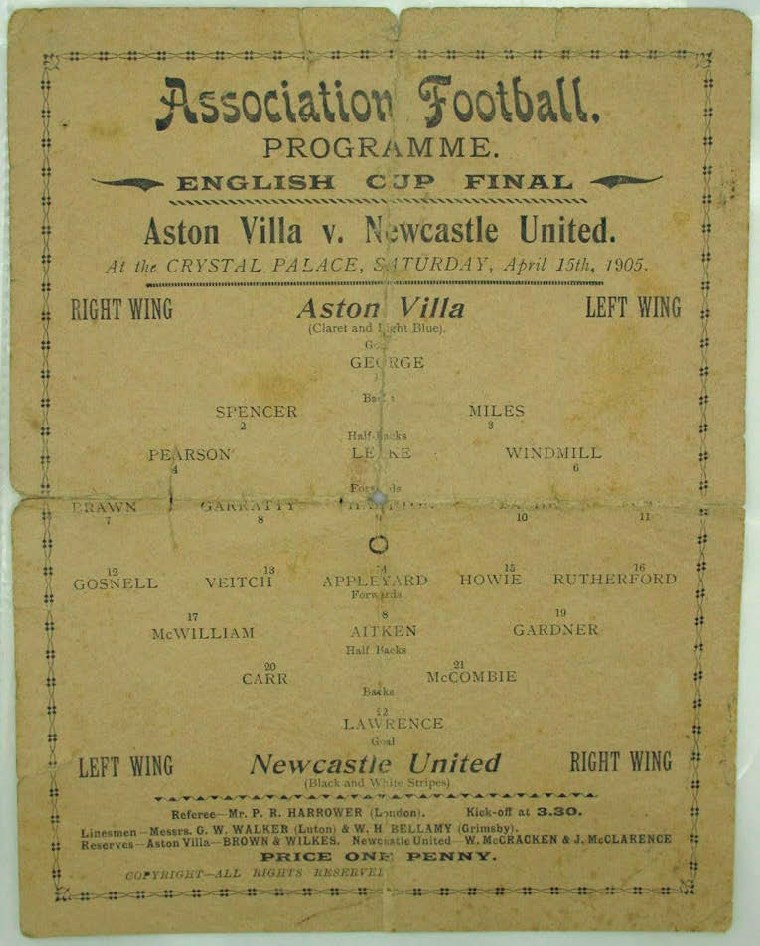 Association Football.
PROGRAMME.
ENGLISH CUP FINAL
Aston Villa v. Newcastle United.
At the CRYSTAL PALACE, SATURDAY, April 15th, 1905.
RIGHT WING Aston Villa LEFT WING
(Claret and Light Blue).
Goal
GEORGE
Backs
SPENCER MILES
2 3
Half-Backs
PEARSON LEAKE WINDMILL
4 6
Forwards
BRAWN GARRATTY
7 8 9 10 11
12 13 14 15 16
GOSNELL VEITCH APPLEYARD HOWIE RUTHERFORD
Forwards
17 18 19
McWILLIAM AITKEN GARDNER
Half Backs
20 21
CARR McCOMBIE
Backs
22
LAWRENCE
Goal
LEFT WING Newcastle United RIGHT WING
(Black and White Stripes)
Referee—Mr. P. R. HARROWER (London). Kick-off at 3.30.
Linesmen—Messrs. G. W. WALKER (Luton) & W. H BELLAMY (Grimsby).
Reserves—Aston Villa—BROWN & WILKES. Newcastle United—W. McCRACKEN & J. McCLARENCE
PRICE ONE PENNY.
COPYRIGHT—ALL RIGHTS RESERVED